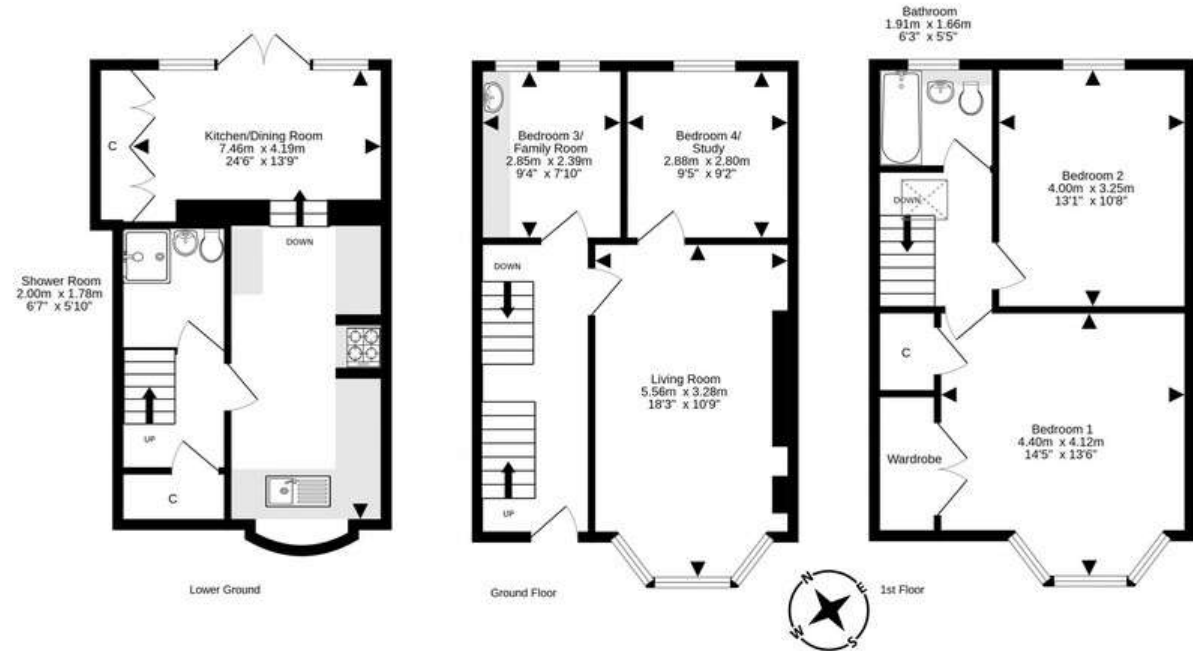 Kitchen/Dining Room
7.46m x 4.19m
24'6" x 13'9"
C
DOWN
Shower Room
2.00m x 1.78m
6'7" x 5'10"
UP
C
Lower Ground
Bedroom 3/
Family Room
2.85m x 2.39m
9'4" x 7'10"
Bedroom 4/
Study
2.88m x 2.80m
9'5" x 9'2"
DOWN
Living Room
5.56m x 3.28m
18'3" x 10'9"
UP
Ground Floor
Bathroom
1.91m x 1.66m
6'3" x 5'5"
Bedroom 2
4.00m x 3.25m
13'1" x 10'8"
DOWN
C
Bedroom 1
4.40m x 4.12m
14'5" x 13'6"
Wardrobe
1st Floor
N
E
W
S